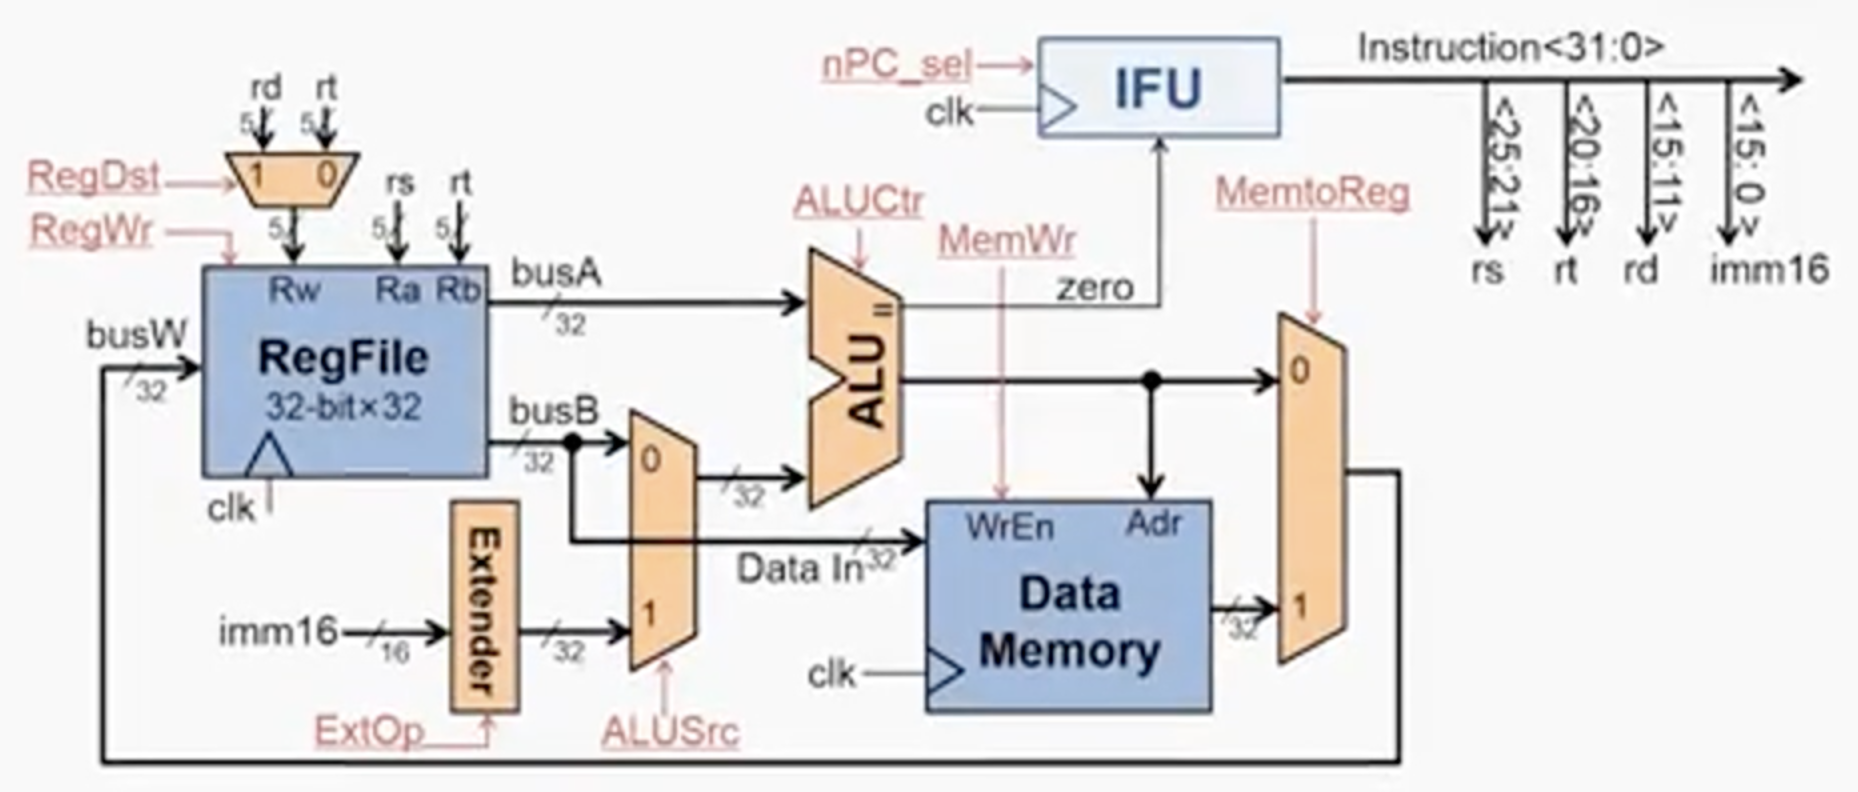 Instruction<31:0>
nPC_sel
IFU
clk
rd
rt
5
5
<25:21>
<20:16>
<15:11>
<15:0>
RegDst
1
0
rs
rt
ALUCtr
MemtoReg
RegWr
5
5
5
MemWr
rs
rt
rd
imm16
busA
32
zero
Rw
Ra
Rb
=
busW
32
RegFile
32-bit×32
ALU
0
busB
32
0
32
clk
WrEn
Adr
Data In
32
Extender
Data
Memory
1
32
imm16
16
32
1
clk
ExtOp
ALUSrc